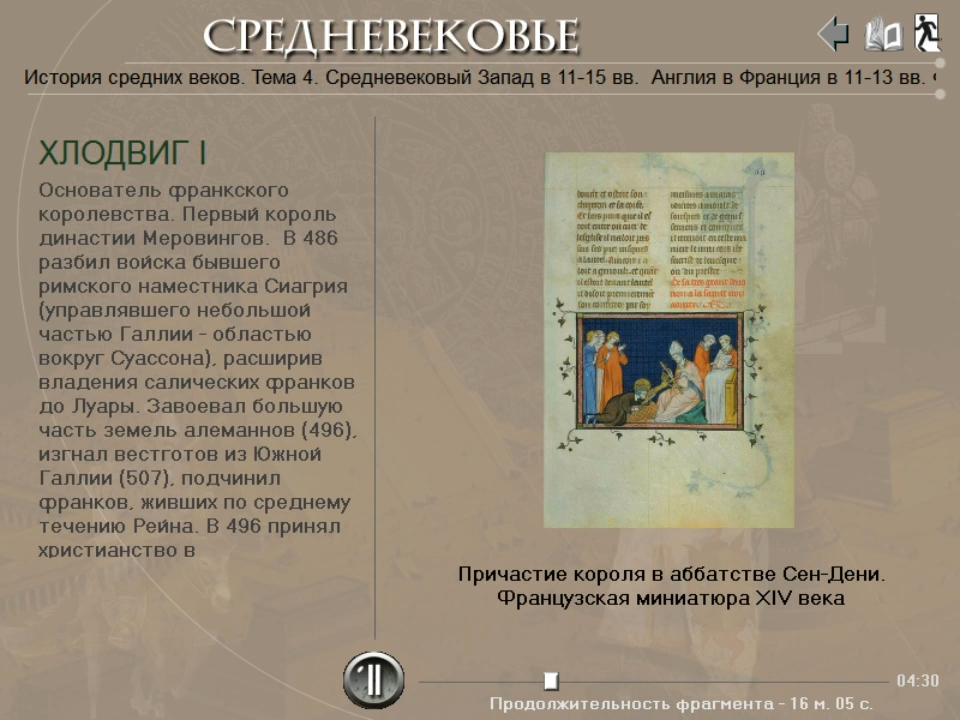 СРЕДНЕВЕКОВЬЕ
История средних веков. Тема 4. Средневековый Запад в 11-15 вв.  Англия в Франция в 11-13 вв.
ХЛОДВИГ I
Основатель франкского
королевства. Первый король
династии Меровингов.  В 486
разбил войска бывшего
римского наместника Сиагрия
(управлявшего небольшой
частью Галлии - областью
вокруг Суассона), расширив
владения салических франков
до Луары. Завоевал большую
часть земель алеманнов (496),
изгнал вестготов из Южной
Галлии (507), подчинил
франков, живших по среднему
течению Рейна. В 496 принял
христианство в
Причастие короля в аббатстве Сен-Дени.
Французская миниатюра XIV века
04:30
Продолжительность фрагмента - 16 м. 05 с.